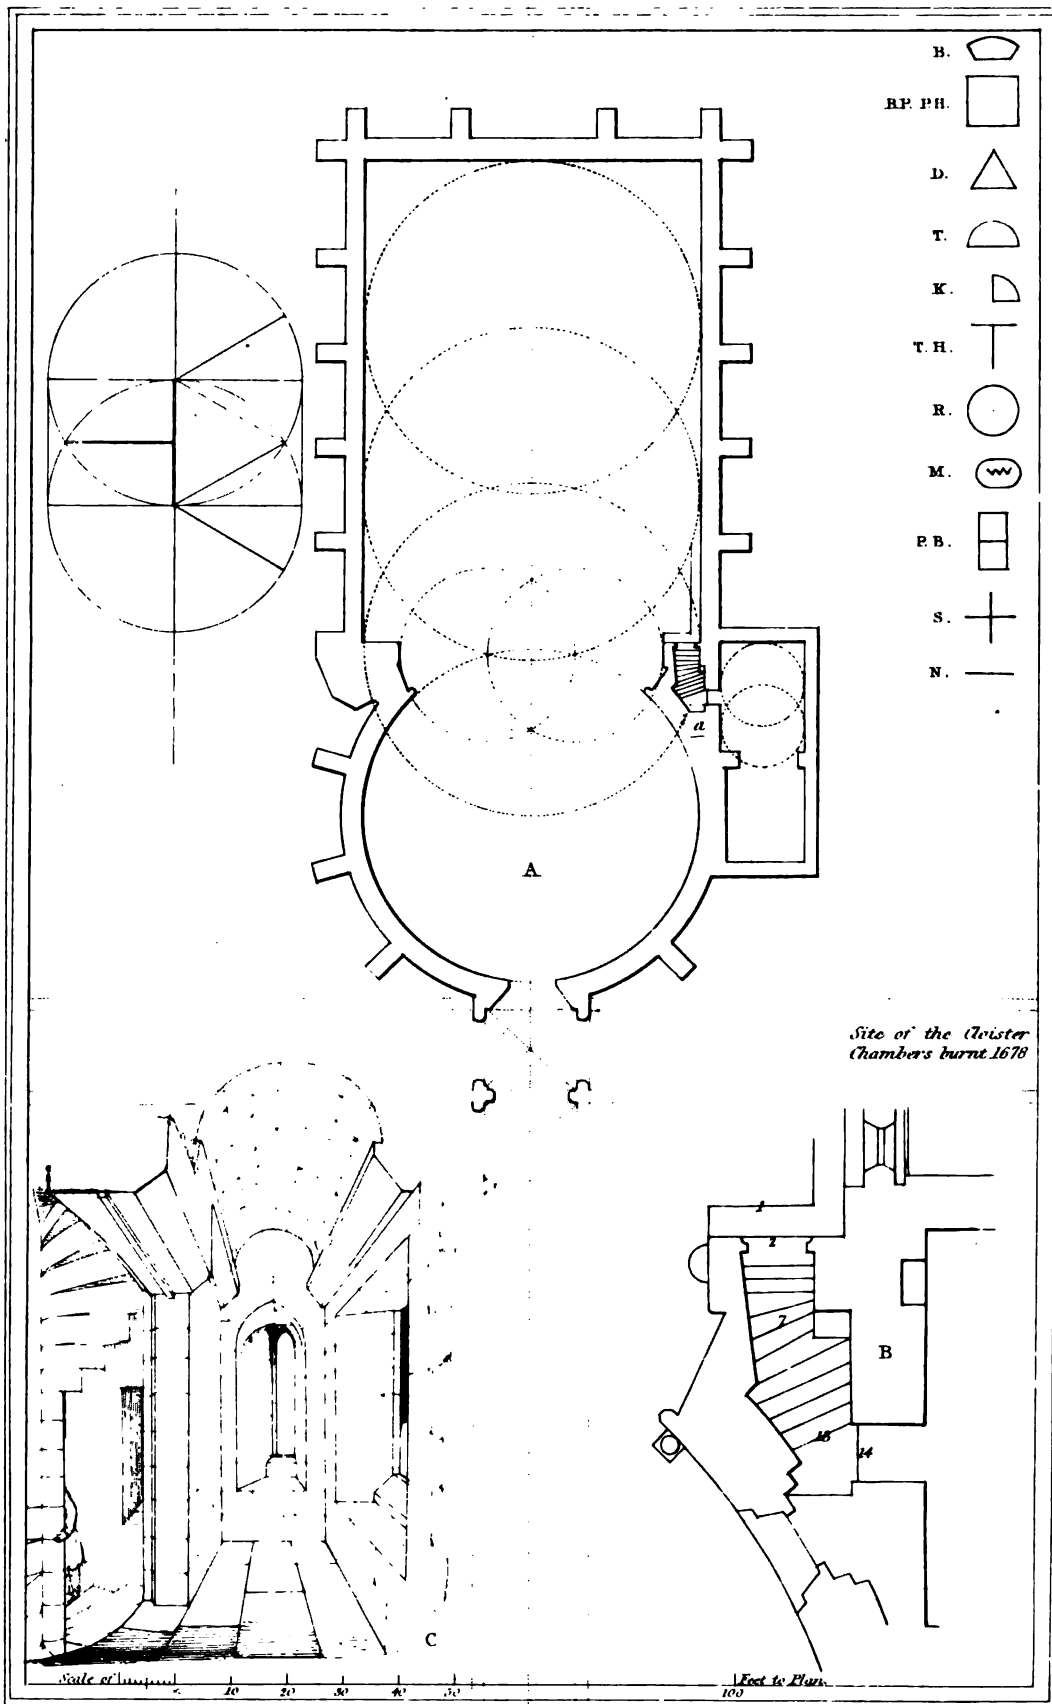 B.
B.P. P.H.
D.
T.
K.
T.H.
R.
M.
P.B.
S.
N.
a
A
Site of the Cloister
Chambers burnt 1678
1
2
7
B
13
14
C
Scale of
10 20 30 40 50 100 Feet to Plan.